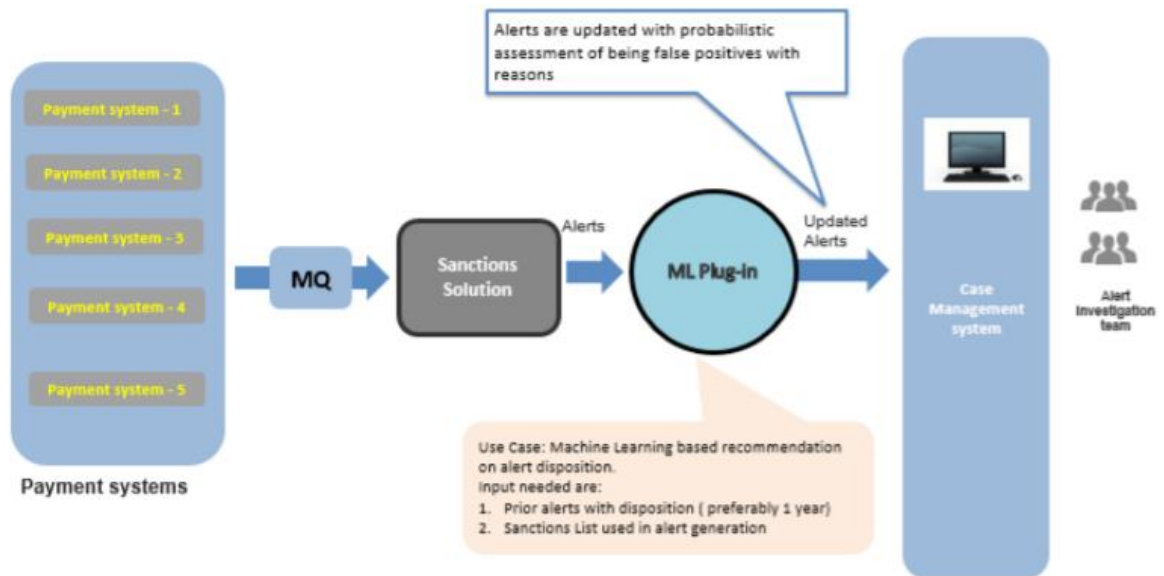 Alerts are updated with probabilistic
assessment of being false positives with
reasons
Payment system - 1
Payment system - 2
Payment system - 3
Payment system - 4
Payment system - 5
Payment systems
MQ
Sanctions
Solution
Alerts
ML Plug-in
Updated
Alerts
Case
Management
system
Alert
Investigation
team
Use Case: Machine Learning based recommendation
on alert disposition.
Input needed are:
1. Prior alerts with disposition ( preferably 1 year)
2. Sanctions List used in alert generation